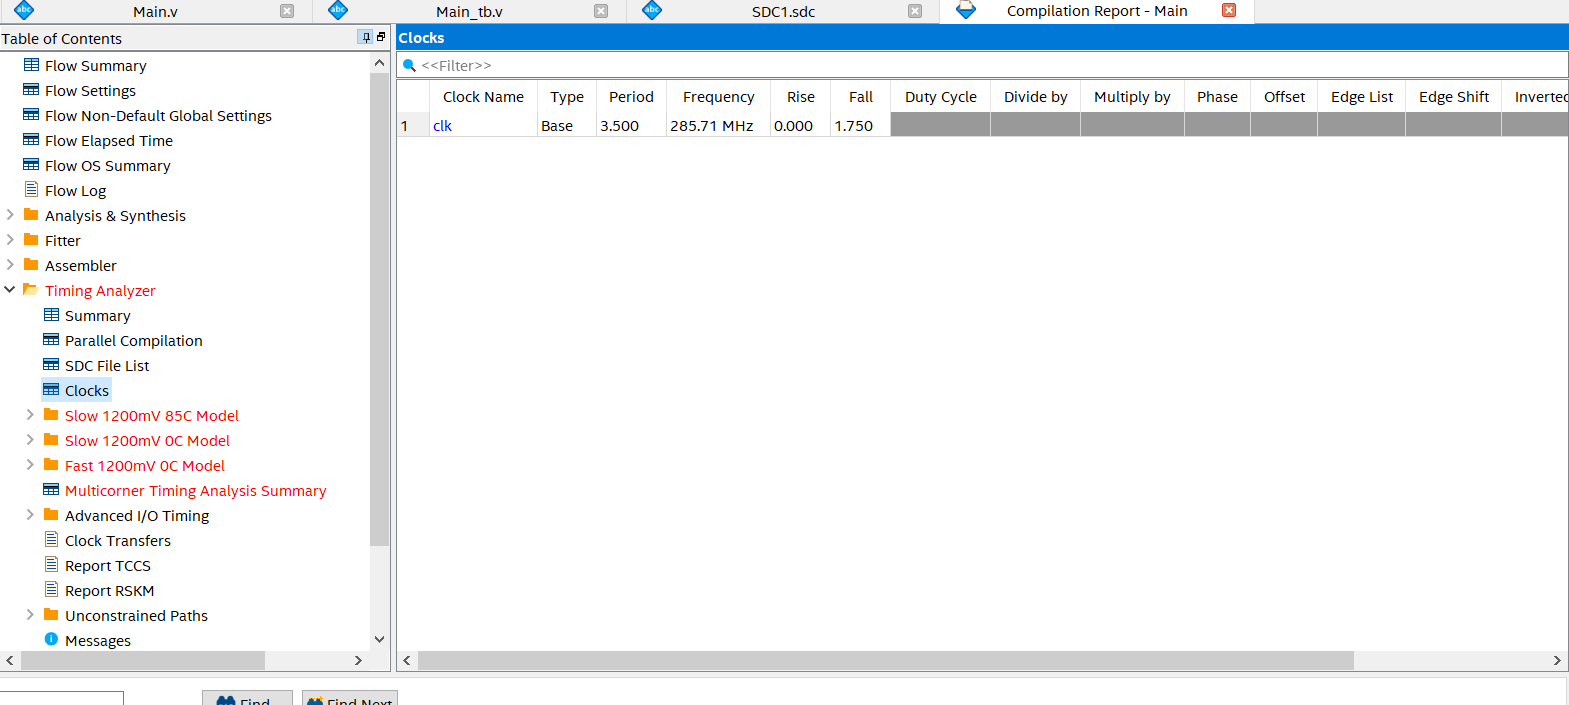 Main.v
Main_tb.v
SDC1.sdc
Compilation Report - Main
Table of Contents
Flow Summary
Flow Settings
Flow Non-Default Global Settings
Flow Elapsed Time
Flow OS Summary
Flow Log
Analysis & Synthesis
Fitter
Assembler
Timing Analyzer
Summary
Parallel Compilation
SDC File List
Clocks
Slow 1200mV 85C Model
Slow 1200mV 0C Model
Fast 1200mV 0C Model
Multicorner Timing Analysis Summary
Advanced I/O Timing
Clock Transfers
Report TCCS
Report RSKM
Unconstrained Paths
Messages
Clocks
<<Filter>>
Clock Name Type Period Frequency Rise Fall Duty Cycle Divide by Multiply by Phase Offset Edge List Edge Shift Inverted
1 clk Base 3.500 285.71 MHz 0.000 1.750
Find
Find Next